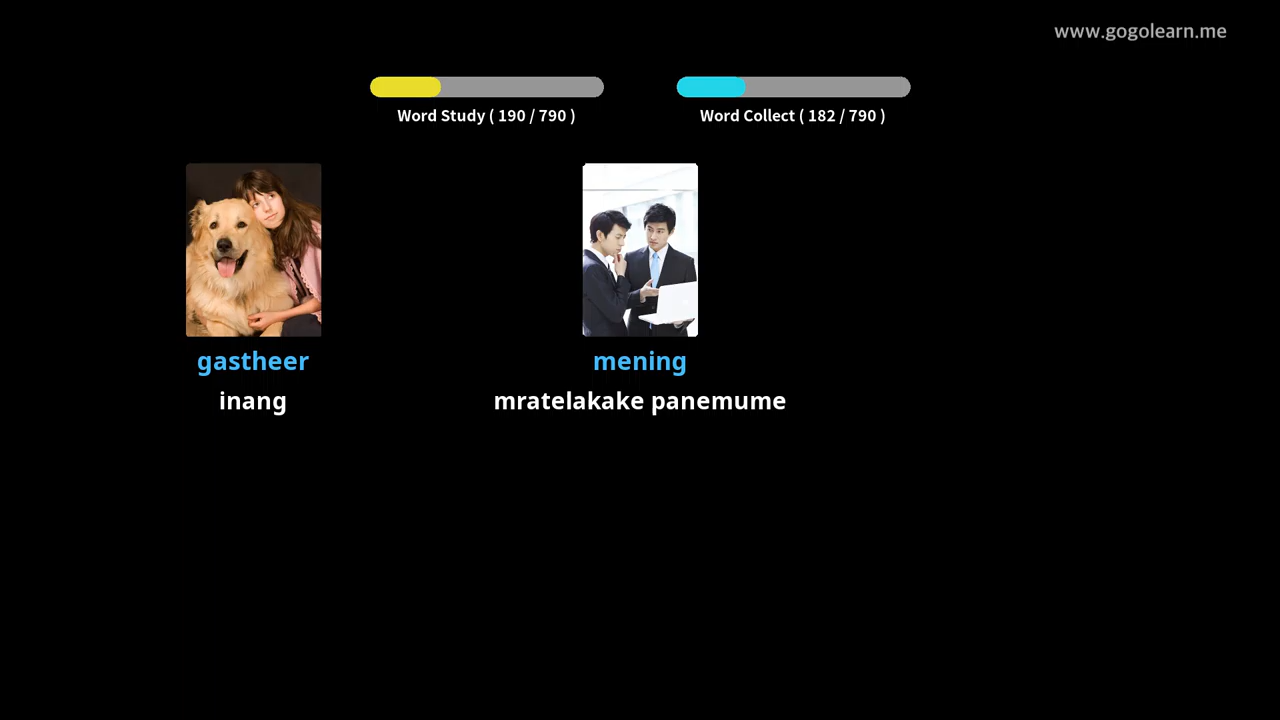 www.gogolearn.me
Word Study ( 190 / 790 )
Word Collect ( 182 / 790 )
gastheer
inang
mening
mratelakake panemume